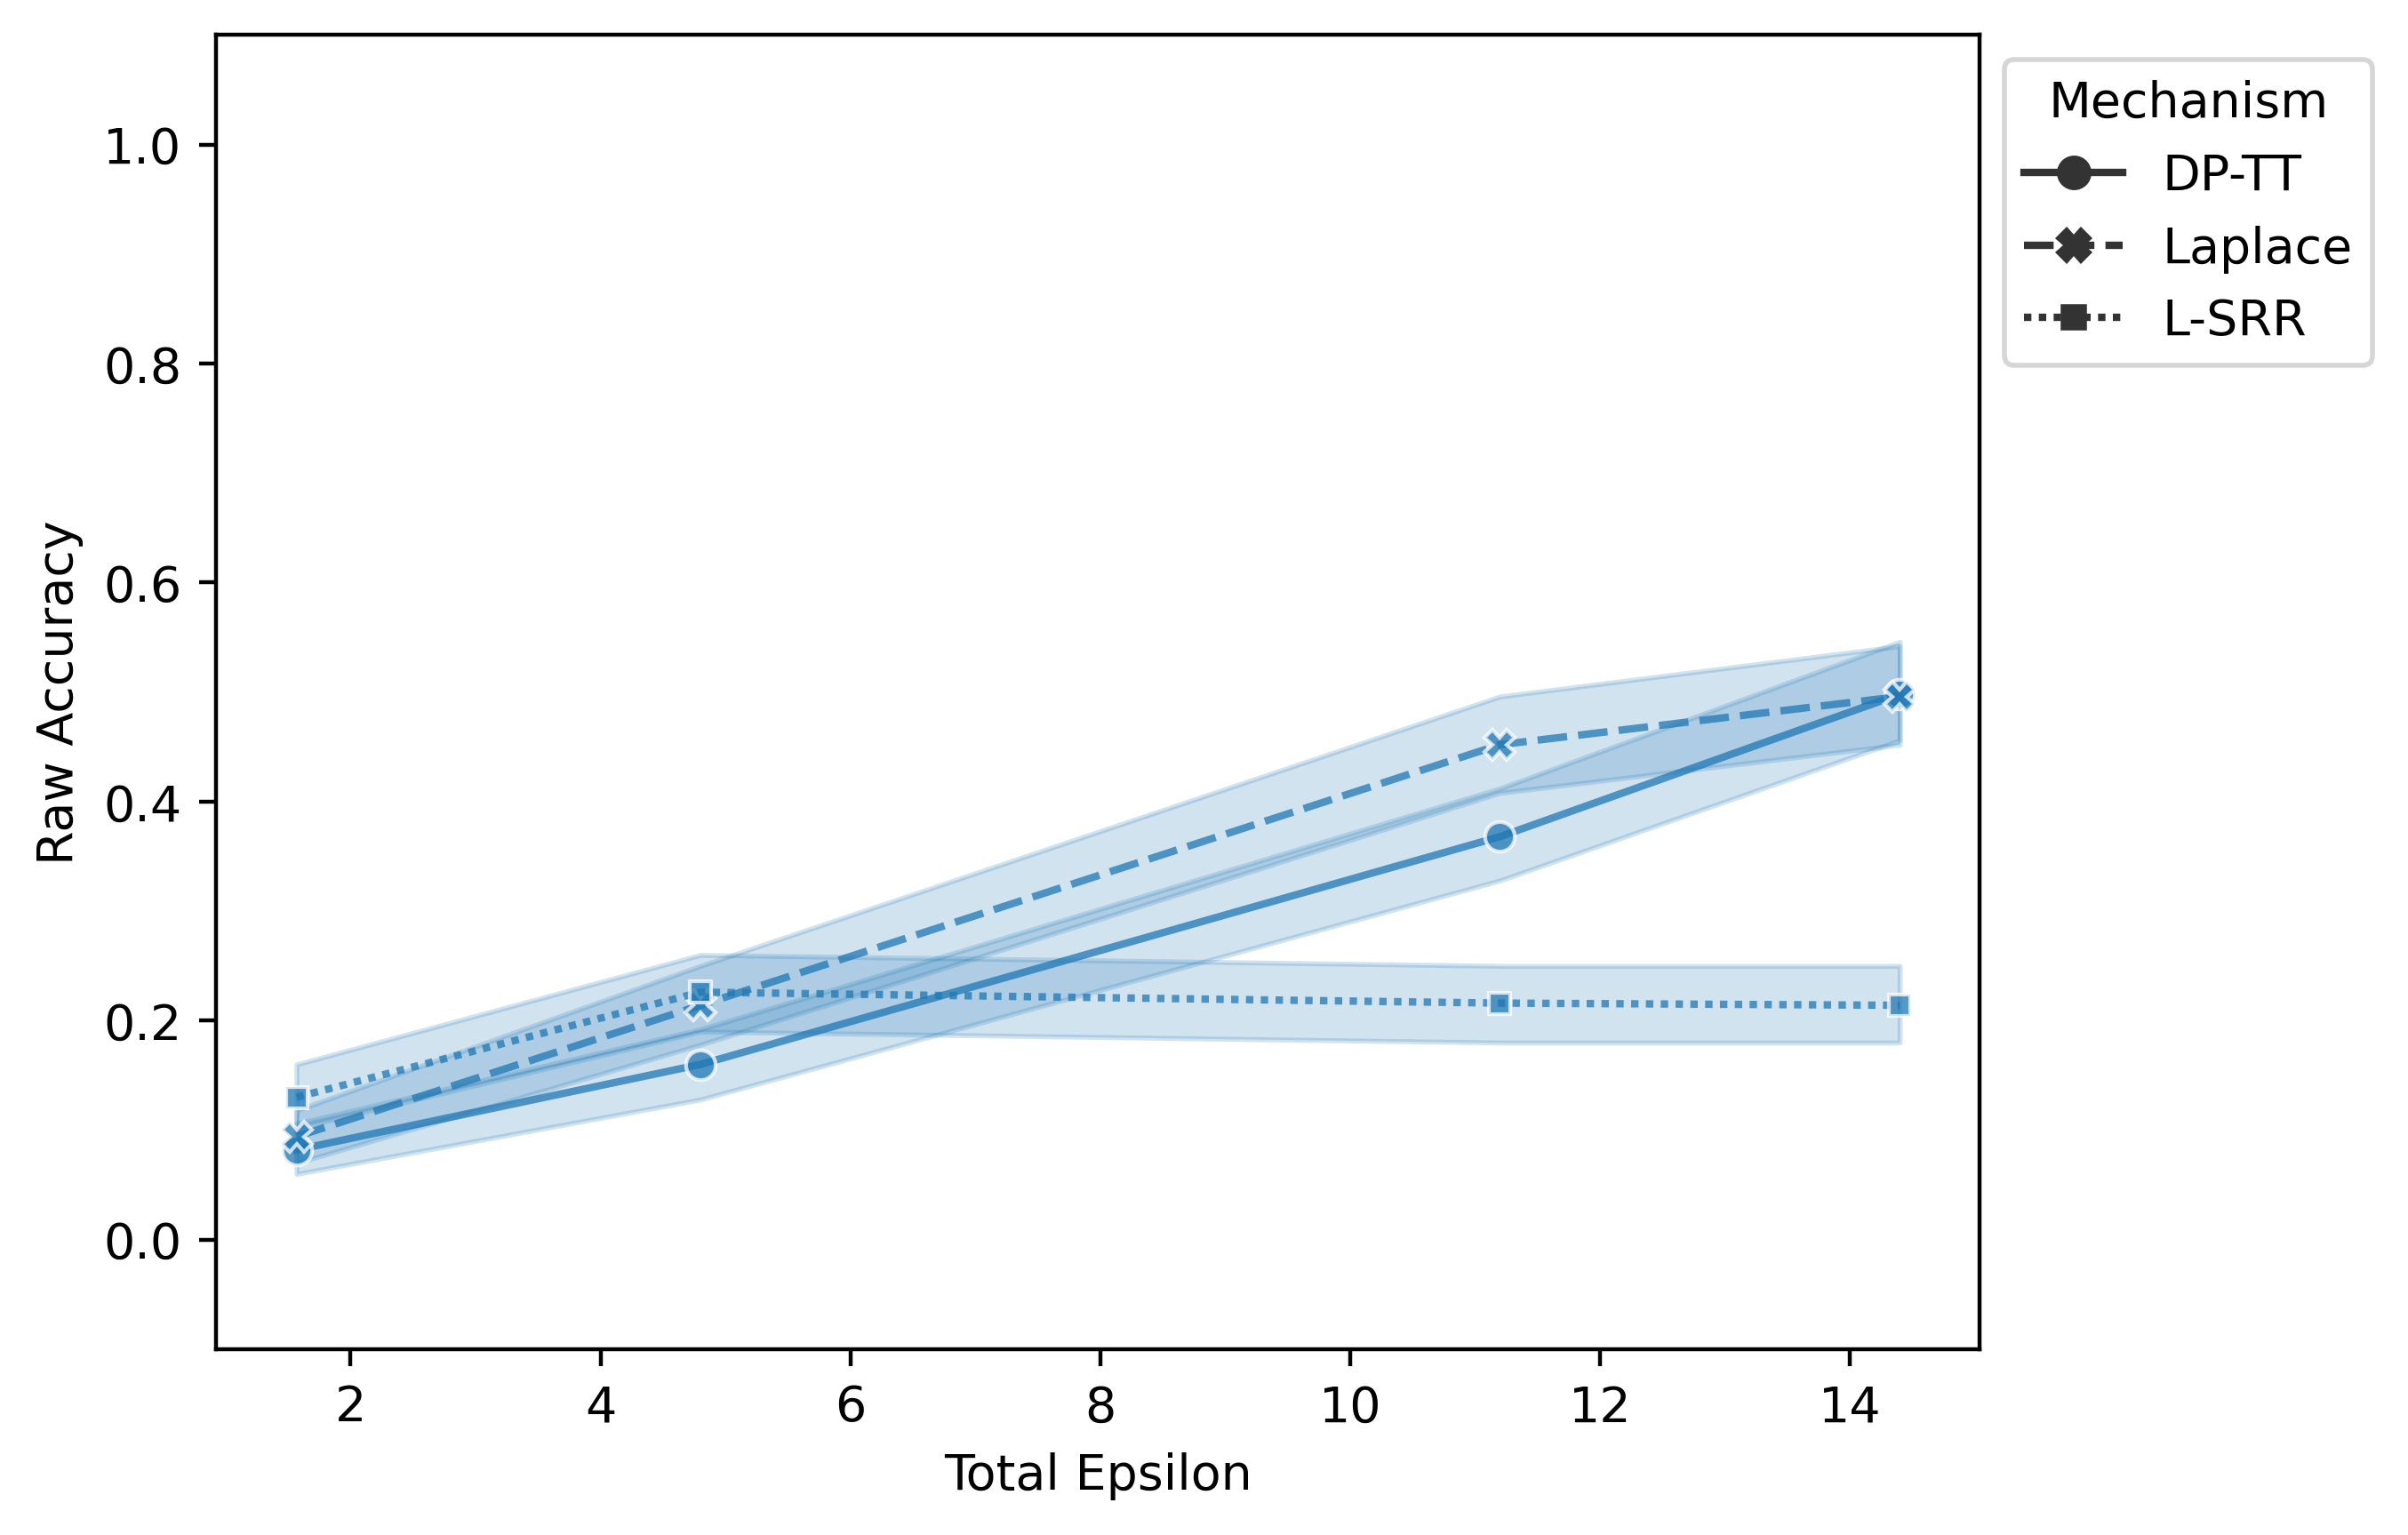 1.0
0.8
0.6
0.4
0.2
0.0
Raw Accuracy
2 4 6 8 10 12 14
Total Epsilon
Mechanism
DP-TT
Laplace
L-SRR